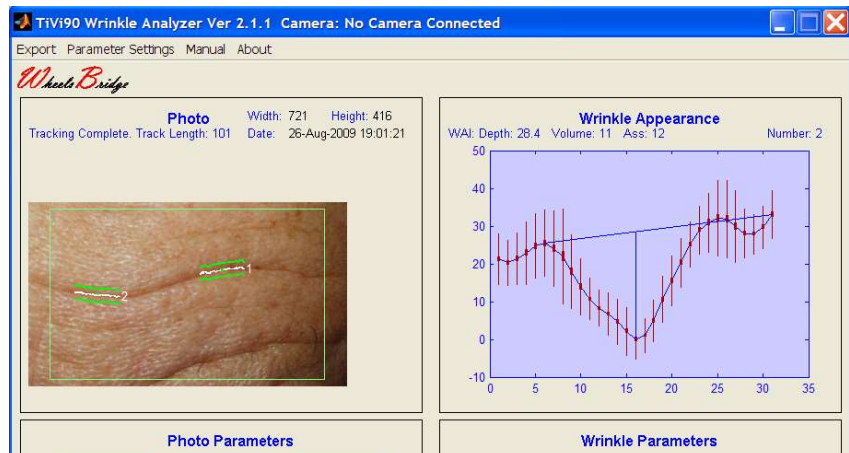 TiVi90 Wrinkle Analyzer Ver 2.1.1 Camera: No Camera Connected
Export Parameter Settings Manual About
Wheels Bridge
Photo
Width: 721 Height: 416
Tracking Complete. Track Length: 101 Date: 26-Aug-2009 19:01:21
1
2
Wrinkle Appearance
WAI: Depth: 28.4 Volume: 11 Ass: 12 Number: 2
50
40
30
20
10
0
-10
0 5 10 15 20 25 30 35
Photo Parameters
Wrinkle Parameters